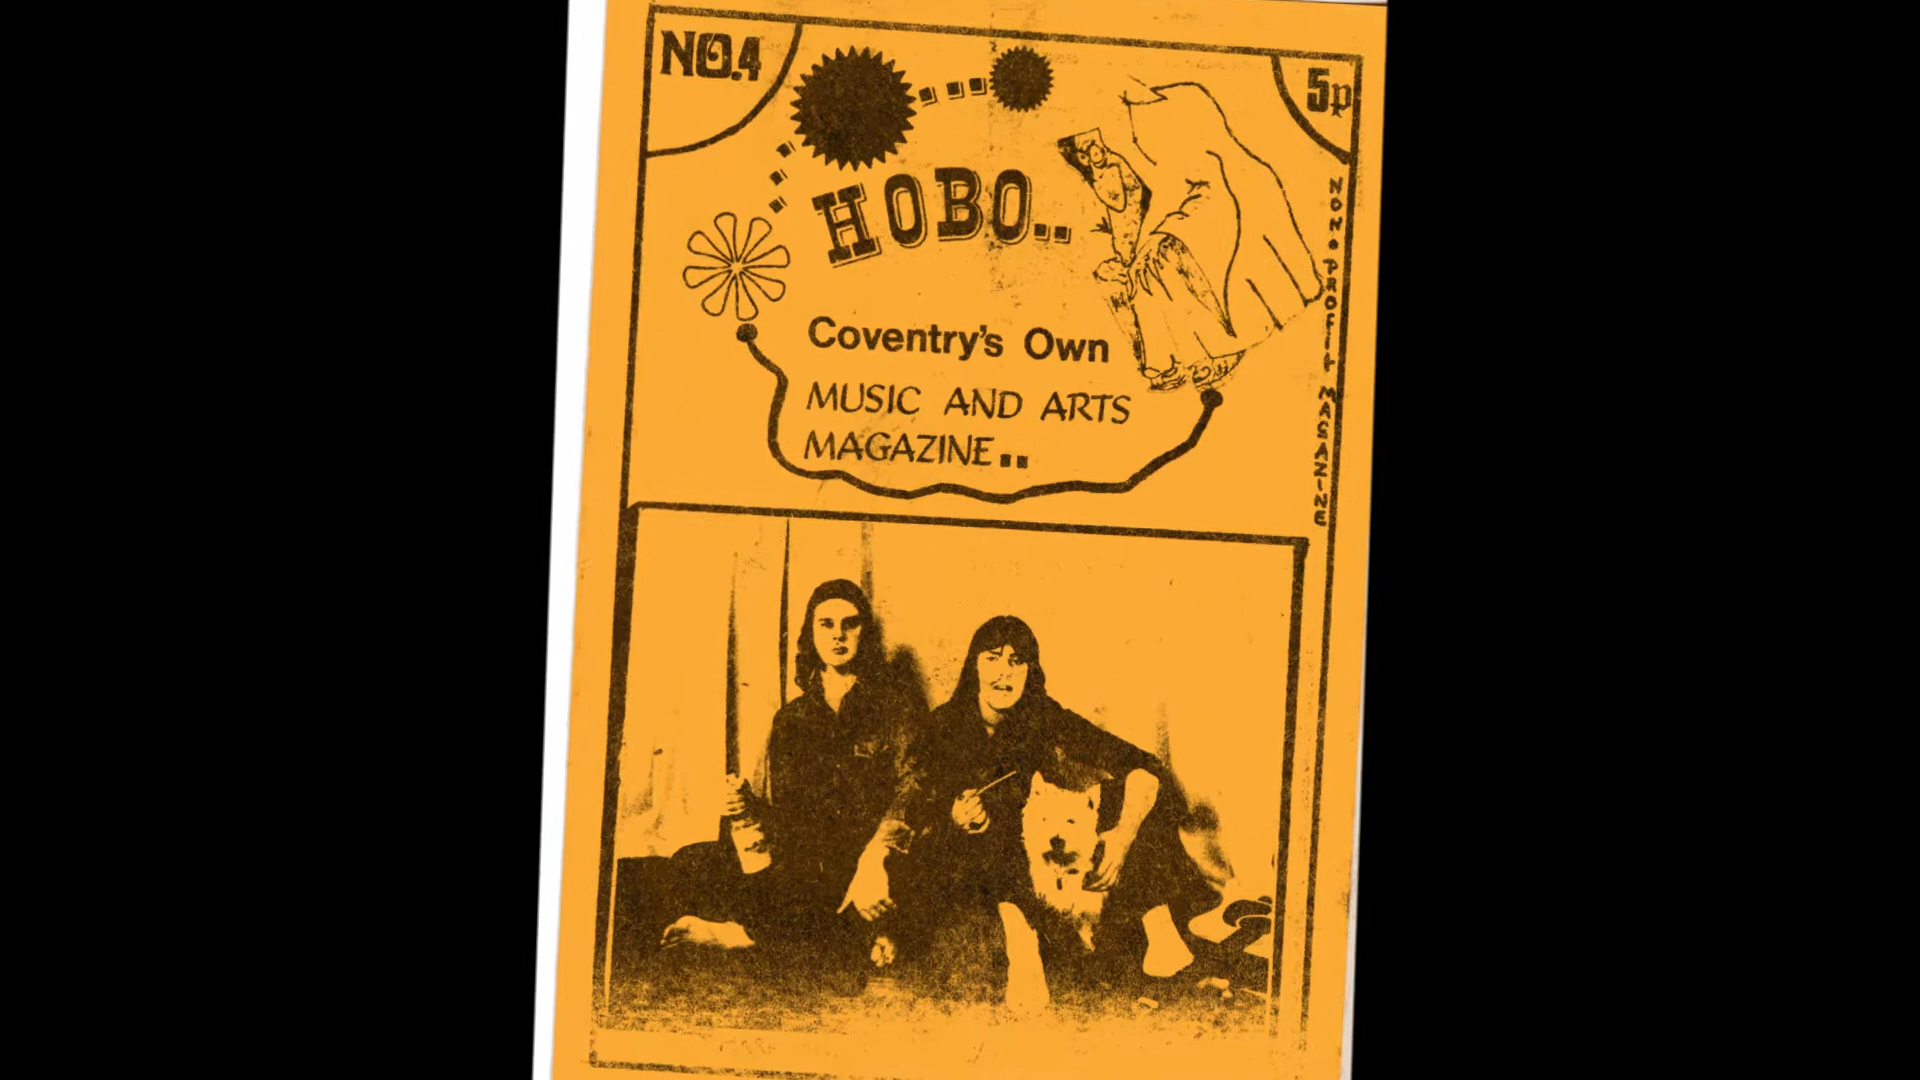 NO.4
5p
HOBO..
Coventry's Own
MUSIC AND ARTS
MAGAZINE..
NON-PROFIT MAGAZINE